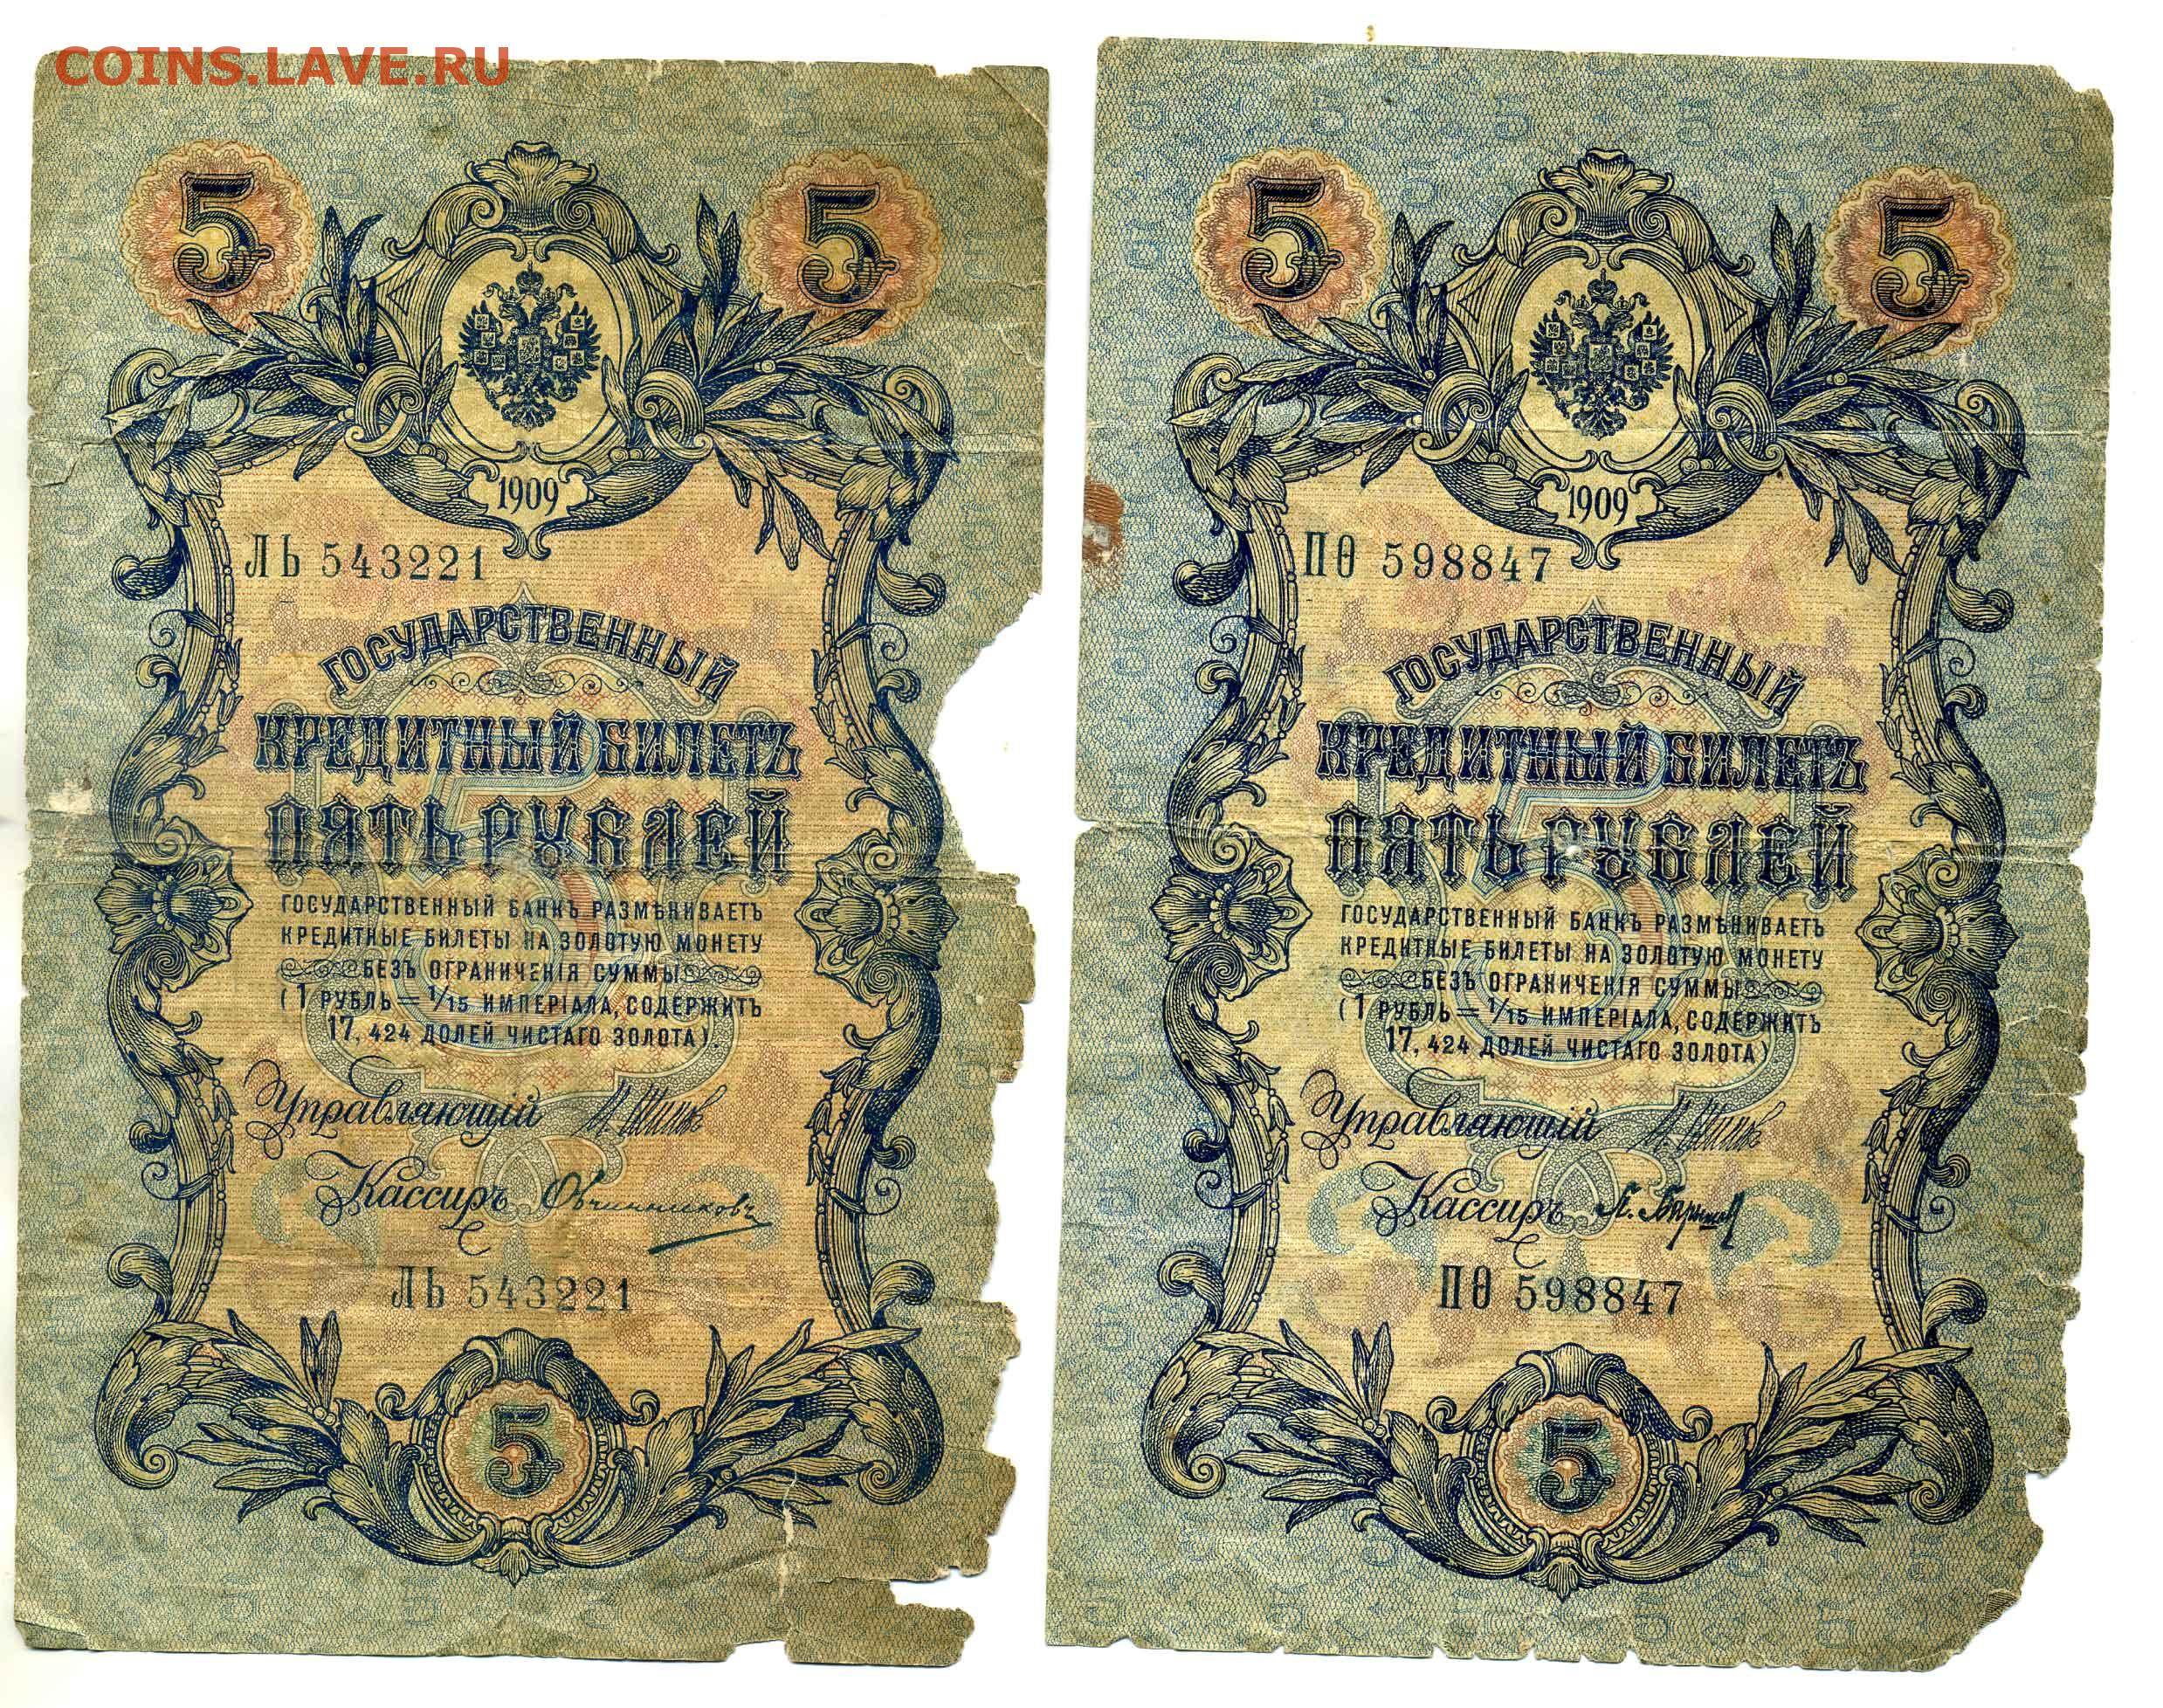 COINS.LAVE.RU
5 5
1909
ЛЬ 543221
ГОСУДАРСТВЕННЫЙ
КРЕДИТНЫЙ БИЛЕТЪ
ПЯТЬ РУБЛЕЙ
ГОСУДАРСТВЕННЫЙ БАНКЪ РАЗМѢНИВАЕТЪ
КРЕДИТНЫЕ БИЛЕТЫ НА ЗОЛОТУЮ МОНЕТУ
БЕЗЪ ОГРАНИЧЕНІЯ СУММЫ
(1 РУБЛЬ = 1/15 ИМПЕРІАЛА, СОДЕРЖИТЪ
17,424 ДОЛЕЙ ЧИСТАГО ЗОЛОТА).
Управляющій
Кассиръ Овчинниковъ
ЛЬ 543221
5
5 5
1909
ПѲ 598847
ГОСУДАРСТВЕННЫЙ
КРЕДИТНЫЙ БИЛЕТЪ
ПЯТЬ РУБЛЕЙ
ГОСУДАРСТВЕННЫЙ БАНКЪ РАЗМѢНИВАЕТЪ
КРЕДИТНЫЕ БИЛЕТЫ НА ЗОЛОТУЮ МОНЕТУ
БЕЗЪ ОГРАНИЧЕНІЯ СУММЫ
(1 РУБЛЬ = 1/15 ИМПЕРІАЛА, СОДЕРЖИТЪ
17,424 ДОЛЕЙ ЧИСТАГО ЗОЛОТА)
Управляющій
Кассиръ
ПѲ 598847
5